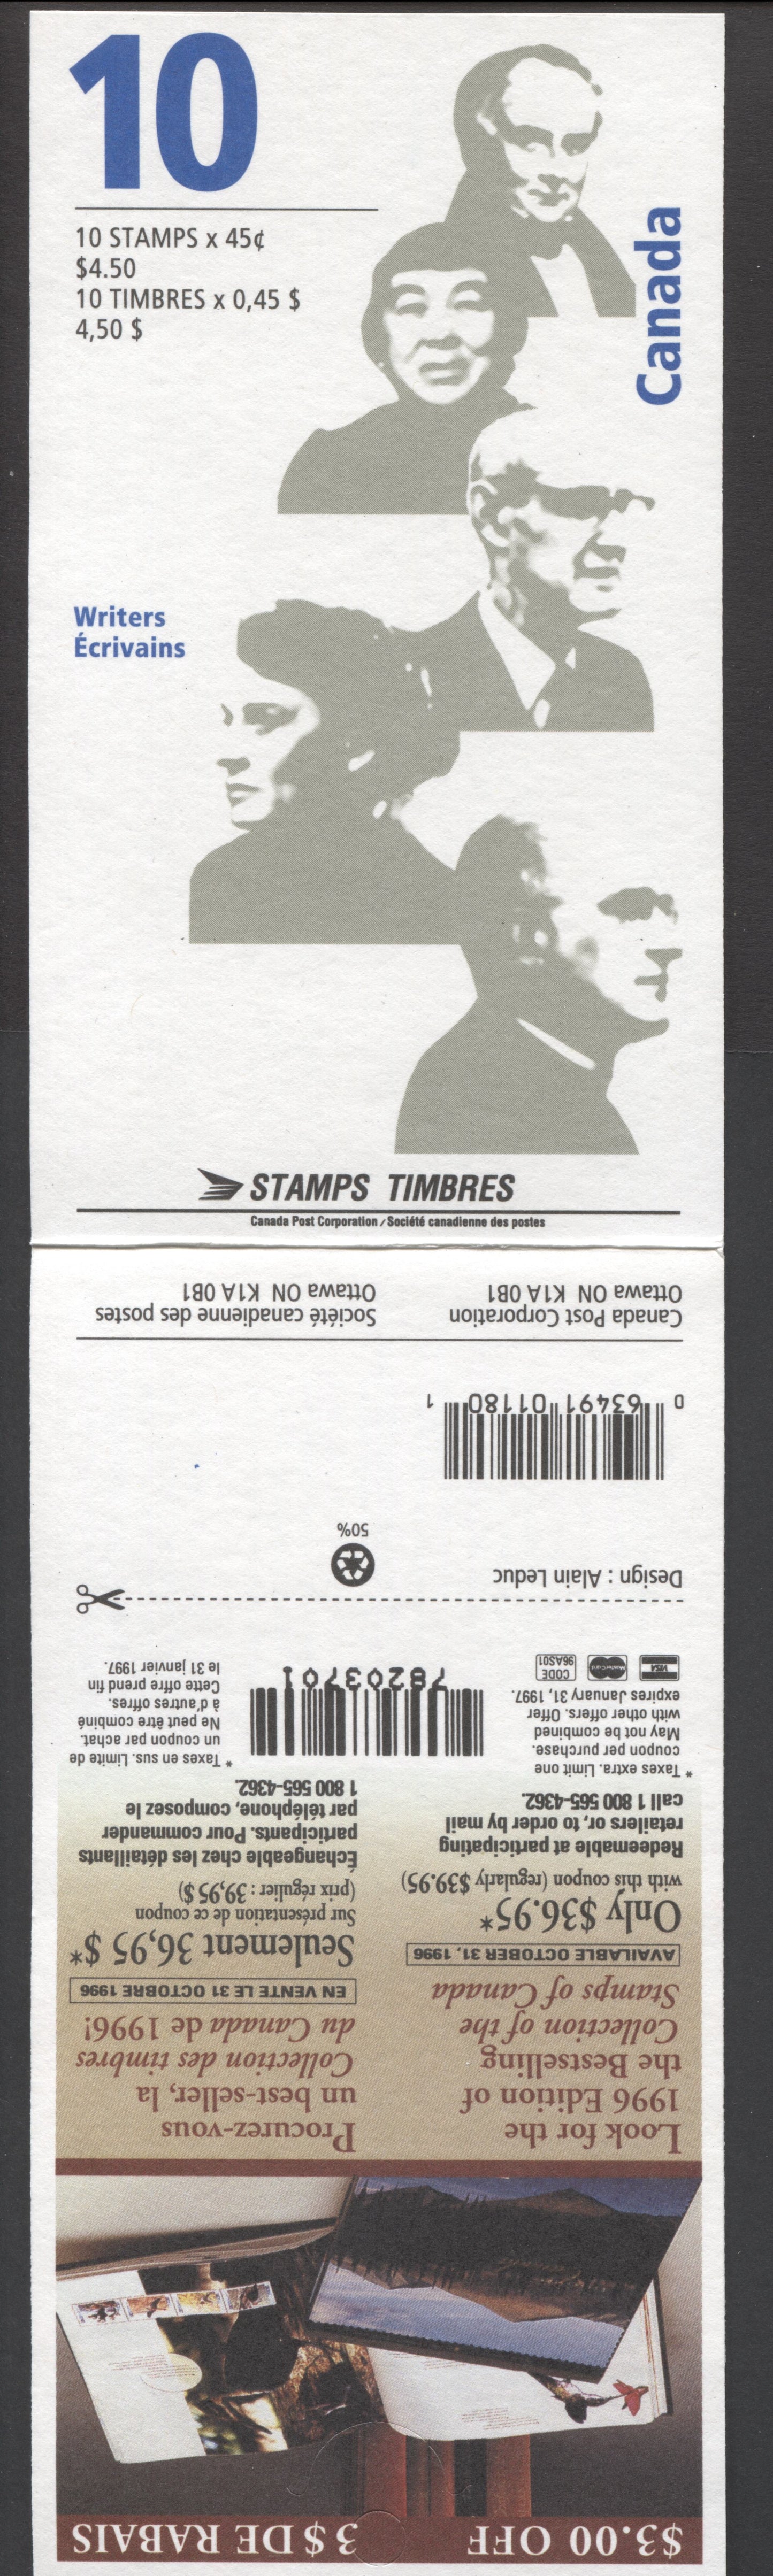 10
10 STAMPS x 45¢
$4.50
10 TIMBRES x 0,45 $
4,50 $
Canada
Writers
Écrivains
STAMPS TIMBRES
Canada Post Corporation / Société canadienne des postes
$3.00 OFF
3 $ DE RABAIS
Look for the
1996 Edition of
the Bestselling
Collection of the
Stamps of Canada
AVAILABLE OCTOBER 31, 1996
Only $36.95*
with this coupon (regularly $39.95)
Redeemable at participating
retailers or, to order by mail
call 1 800 565-4362.
* Taxes extra. Limit one
coupon per purchase.
May not be combined
with other offers. Offer
expires January 31, 1997.
VISA
MasterCard
CODE
96AS01
Procurez-vous
un best-seller, la
Collection des timbres
du Canada de 1996!
EN VENTE LE 31 OCTOBRE 1996
Seulement 36,95 $*
Sur présentation de ce coupon
(prix régulier : 39,95 $)
Échangeable chez les détaillants
participants. Pour commander
par téléphone, composez le
1 800 565-4362.
* Taxes en sus. Limite de
un coupon par achat.
Ne peut être combiné
à d'autres offres.
Cette offre prend fin
le 31 janvier 1997.
78203701
Design : Alain Leduc
50%
0 63491 01180 1
Canada Post Corporation
Ottawa ON K1A 0B1
Société canadienne des postes
Ottawa ON K1A 0B1